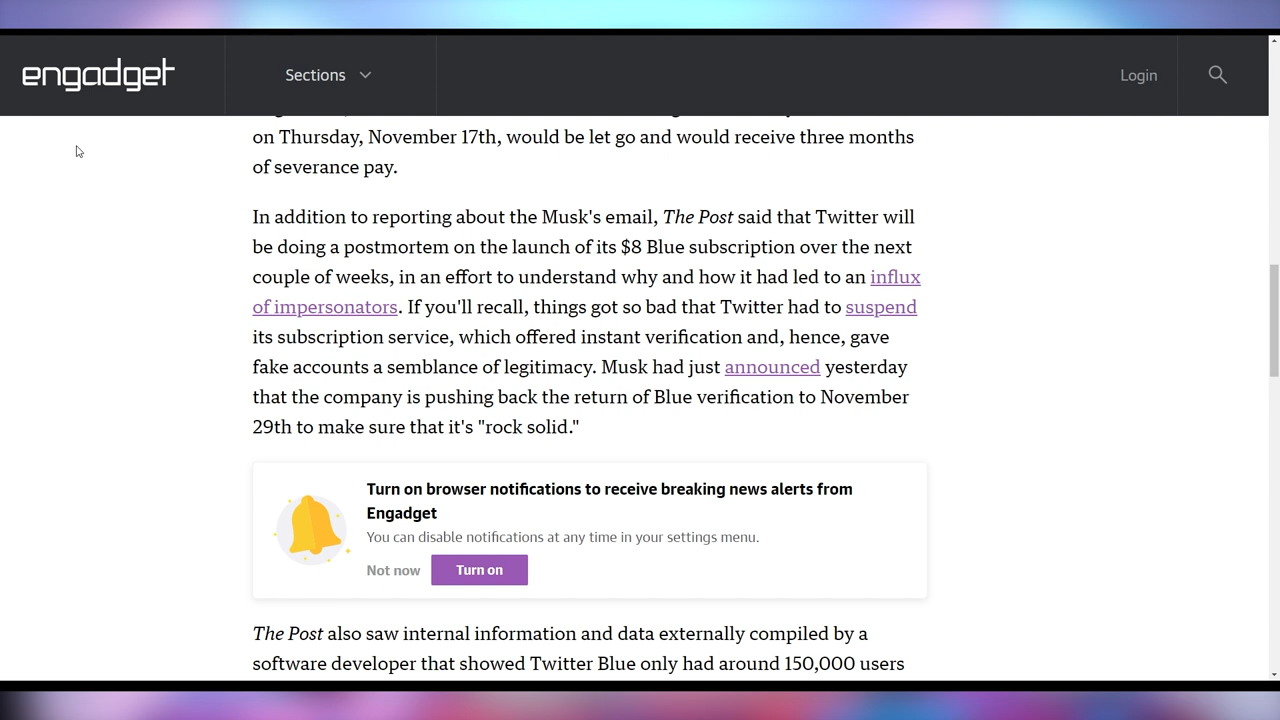 engadget
Sections
Login
on Thursday, November 17th, would be let go and would receive three months
of severance pay.
In addition to reporting about the Musk's email, The Post said that Twitter will
be doing a postmortem on the launch of its $8 Blue subscription over the next
couple of weeks, in an effort to understand why and how it had led to an influx
of impersonators. If you'll recall, things got so bad that Twitter had to suspend
its subscription service, which offered instant verification and, hence, gave
fake accounts a semblance of legitimacy. Musk had just announced yesterday
that the company is pushing back the return of Blue verification to November
29th to make sure that it's "rock solid."
Turn on browser notifications to receive breaking news alerts from
Engadget
You can disable notifications at any time in your settings menu.
Not now
Turn on
The Post also saw internal information and data externally compiled by a
software developer that showed Twitter Blue only had around 150,000 users